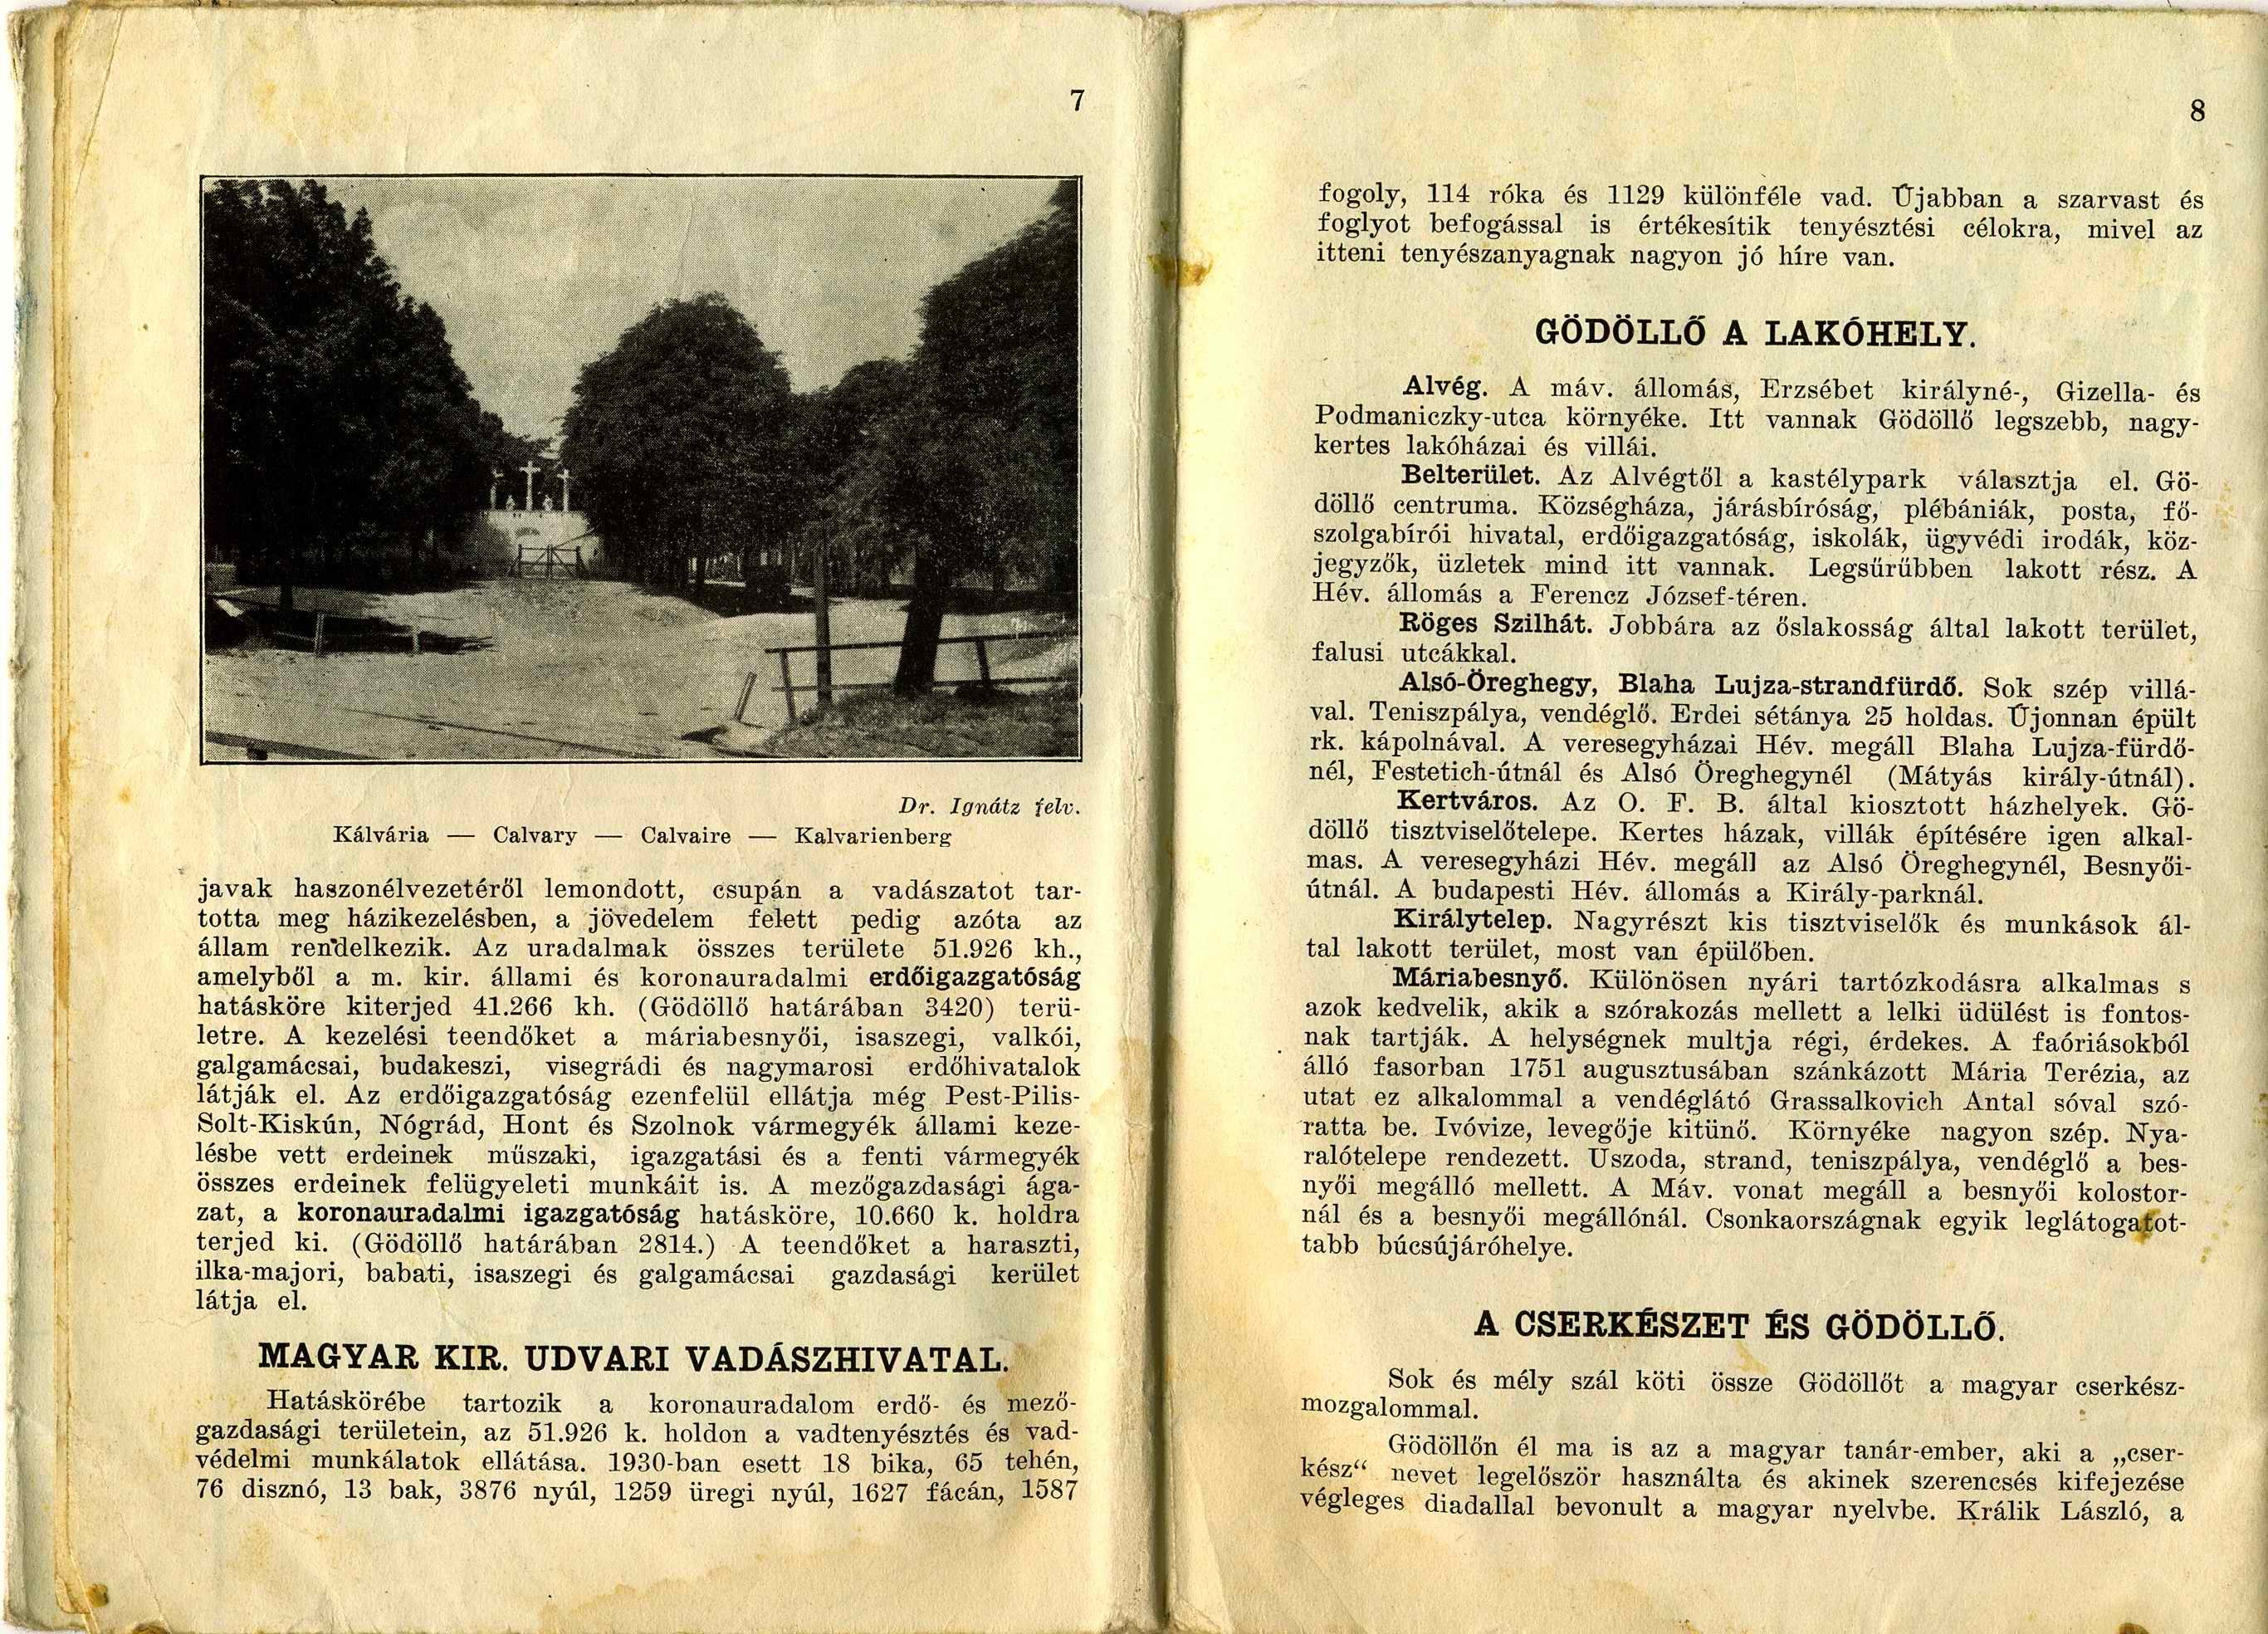 7
Dr. Ignátz felv.
Kálvária — Calvary — Calvaire — Kalvarienberg
javak haszonélvezetéről lemondott, csupán a vadászatot tar-
totta meg házikezelésben, a jövedelem felett pedig azóta az
állam rendelkezik. Az uradalmak összes területe 51.926 kh.,
amelyből a m. kir. állami és koronauradalmi erdőigazgatóság
hatásköre kiterjed 41.266 kh. (Gödöllő határában 3420) terü-
letre. A kezelési teendőket a máriabesnyői, isaszegi, valkói,
galgamácsai, budakeszi, visegrádi és nagymarosi erdőhivatalok
látják el. Az erdőigazgatóság ezenfelül ellátja még Pest-Pilis-
Solt-Kiskún, Nógrád, Hont és Szolnok vármegyék állami keze-
lésbe vett erdeinek műszaki, igazgatási és a fenti vármegyék
összes erdeinek felügyeleti munkáit is. A mezőgazdasági ága-
zat, a koronauradalmi igazgatóság hatásköre, 10.660 k. holdra
terjed ki. (Gödöllő határában 2814.) A teendőket a haraszti,
ilka-majori, babati, isaszegi és galgamácsai gazdasági kerület
látja el.
MAGYAR KIR. UDVARI VADÁSZHIVATAL.
Hatáskörébe tartozik a koronauradalom erdő- és mező-
gazdasági területein, az 51.926 k. holdon a vadtenyésztés és vad-
védelmi munkálatok ellátása. 1930-ban esett 18 bika, 65 tehén,
76 disznó, 13 bak, 3876 nyúl, 1259 üregi nyúl, 1627 fácán, 1587
8
fogoly, 114 róka és 1129 különféle vad. Űjabban a szarvast és
foglyot befogással is értékesítik tenyésztési célokra, mivel az
itteni tenyészanyagnak nagyon jó híre van.
GÖDÖLLŐ A LAKÓHELY.
Alvég. A máv. állomás, Erzsébet királyné-, Gizella- és
Podmaniczky-utca környéke. Itt vannak Gödöllő legszebb, nagy-
kertes lakóházai és villái.
Belterület. Az Alvégtől a kastélypark választja el. Gö-
döllő centruma. Községháza, járásbíróság, plébániák, posta, fő-
szolgabírói hivatal, erdőigazgatóság, iskolák, ügyvédi irodák, köz-
jegyzők, üzletek mind itt vannak. Legsűrűbben lakott rész. A
Hév. állomás a Ferencz József-téren.
Röges Szilhát. Jobbára az őslakosság által lakott terület,
falusi utcákkal.
Alsó-Öreghegy, Blaha Lujza-strandfürdő. Sok szép villá-
val. Teniszpálya, vendéglő. Erdei sétánya 25 holdas. Űjonnan épült
rk. kápolnával. A veresegyházai Hév. megáll Blaha Lujza-fürdő-
nél, Festetich-útnál és Alsó Öreghegynél (Mátyás király-útnál).
Kertváros. Az O. F. B. által kiosztott házhelyek. Gö-
döllő tisztviselőtelepe. Kertes házak, villák építésére igen alkal-
mas. A veresegyházi Hév. megáll az Alsó Öreghegynél, Besnyői-
útnál. A budapesti Hév. állomás a Király-parknál.
Királytelep. Nagyrészt kis tisztviselők és munkások ál-
tal lakott terület, most van épülőben.
Máriabesnyő. Különösen nyári tartózkodásra alkalmas s
azok kedvelik, akik a szórakozás mellett a lelki üdülést is fontos-
nak tartják. A helységnek multja régi, érdekes. A faóriásokból
álló fasorban 1751 augusztusában szánkázott Mária Terézia, az
utat ez alkalommal a vendéglátó Grassalkovich Antal sóval szó-
ratta be. Ivóvize, levegője kitünő. Környéke nagyon szép. Nya-
ralótelepe rendezett. Uszoda, strand, teniszpálya, vendéglő a bes-
nyői megálló mellett. A Máv. vonat megáll a besnyői kolostor-
nál és a besnyői megállónál. Csonkaországnak egyik leglátogatot-
tabb búcsújáróhelye.
A CSERKÉSZET ÉS GÖDÖLLŐ.
Sok és mély szál köti össze Gödöllőt a magyar cserkész-
mozgalommal.
Gödöllőn él ma is az a magyar tanár-ember, aki a „cser-
kész“ nevet legelőször használta és akinek szerencsés kifejezése
végleges diadallal bevonult a magyar nyelvbe. Králik László, a